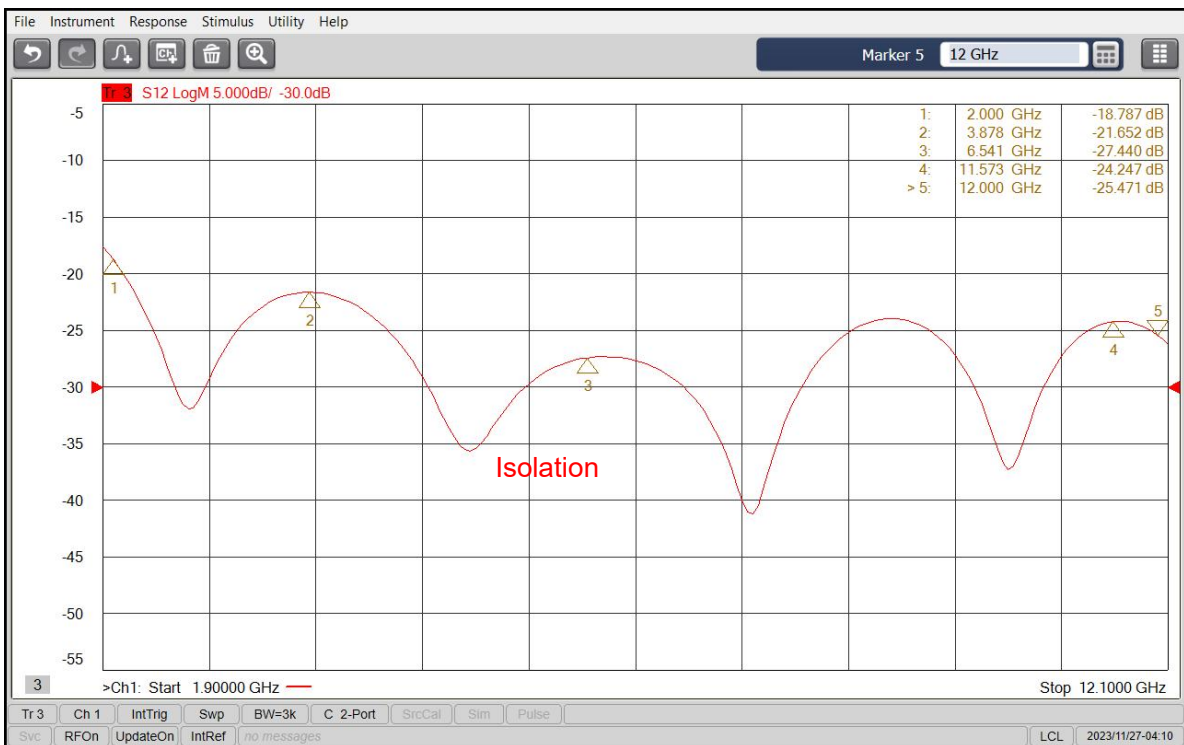 File Instrument Response Stimulus Utility Help
Marker 5 12 GHz
Tr 3 S12 LogM 5.000dB/ -30.0dB
-5
1: 2.000 GHz -18.787 dB
2: 3.878 GHz -21.652 dB
3: 6.541 GHz -27.440 dB
4: 11.573 GHz -24.247 dB
> 5: 12.000 GHz -25.471 dB
-10
-15
-20
1
-25
2
5
4
-30
3
-35
Isolation
-40
-45
-50
-55
3 >Ch1: Start 1.90000 GHz Stop 12.1000 GHz
Tr 3 Ch 1 IntTrig Swp BW=3k C 2-Port SrcCal Sim Pulse
Svc RFOn UpdateOn IntRef no messages LCL 2023/11/27-04:10